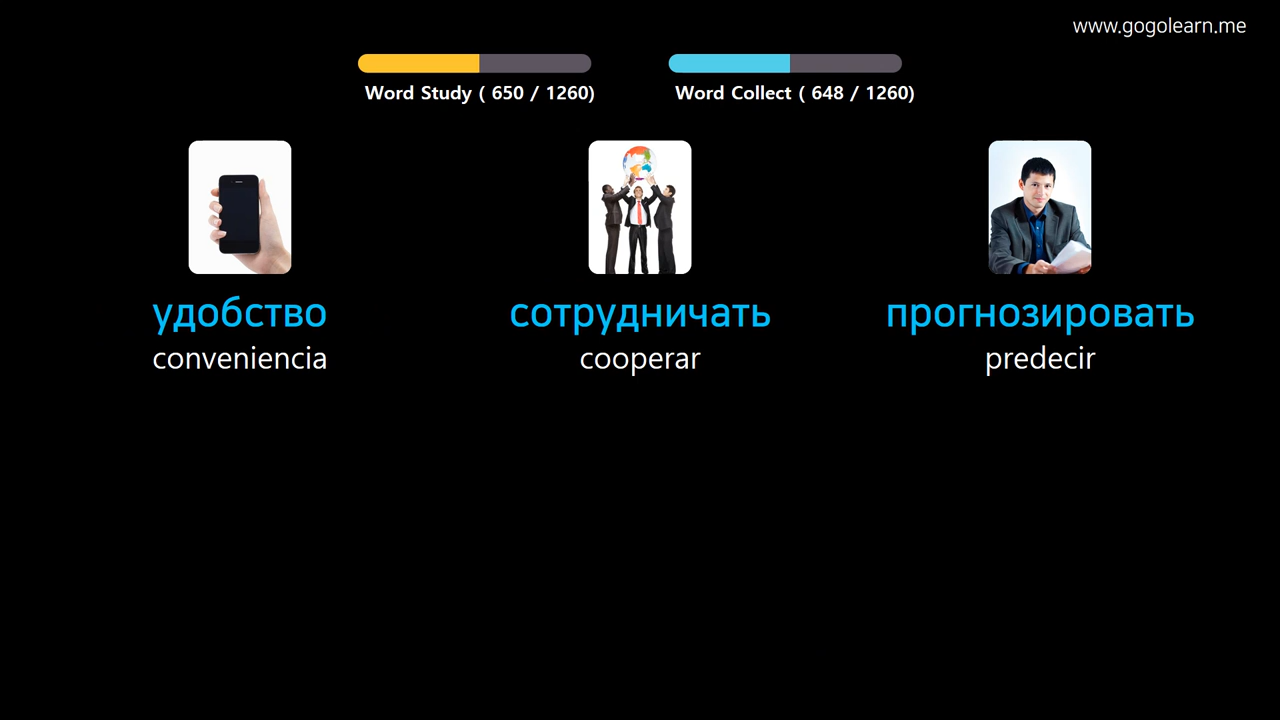 www.gogolearn.me
Word Study ( 650 / 1260)
Word Collect ( 648 / 1260)
удобство
сотрудничать
прогнозировать
conveniencia
cooperar
predecir